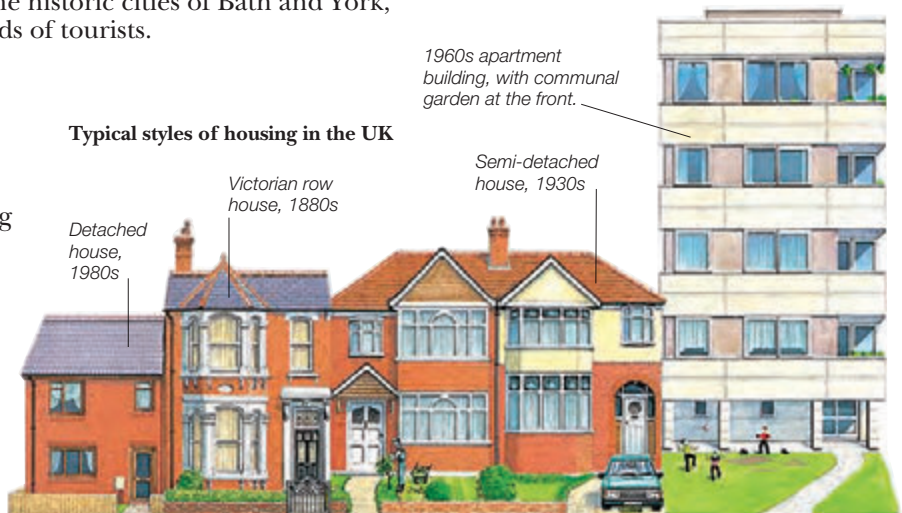 he historic cities of Bath and York,
ds of tourists.
1960s apartment
building, with communal
garden at the front.
Typical styles of housing in the UK
Semi-detached
house, 1930s
Victorian row
house, 1880s
g
Detached
house,
1980s